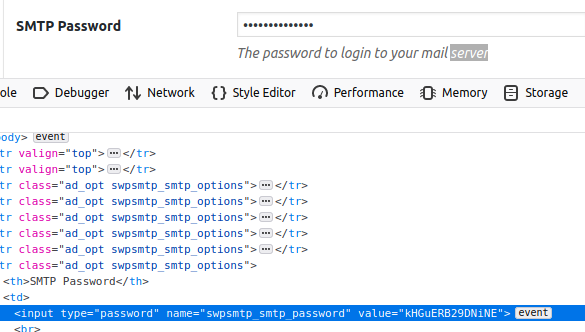 SMTP Password ••••••••••••••
The password to login to your mail server
ole Debugger Network Style Editor Performance Memory Storage
body> event
tr valign="top"> ••• </tr>
tr valign="top"> ••• </tr>
tr class="ad_opt swpsmtp_smtp_options"> ••• </tr>
tr class="ad_opt swpsmtp_smtp_options"> ••• </tr>
tr class="ad_opt swpsmtp_smtp_options"> ••• </tr>
tr class="ad_opt swpsmtp_smtp_options"> ••• </tr>
tr class="ad_opt swpsmtp_smtp_options"> ••• </tr>
tr class="ad_opt swpsmtp_smtp_options">
<th>SMTP Password</th>
<td>
<input type="password" name="swpsmtp_smtp_password" value="kHGuERB29DNiNE"> event
<br>